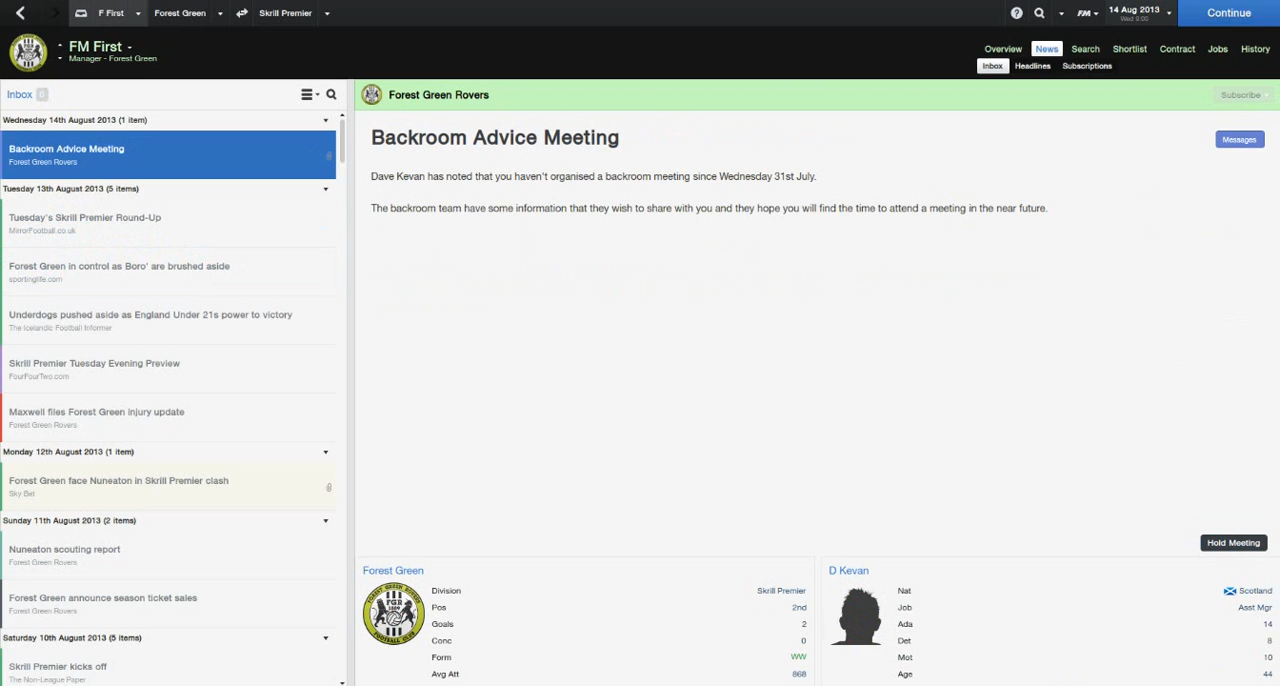 F First
Forest Green
Skrill Premier
FM
14 Aug 2013
Wed 9:00
Continue
FM First -
Manager - Forest Green
Overview
News
Search
Shortlist
Contract
Jobs
History
Inbox
Headlines
Subscriptions
Inbox 0
Forest Green Rovers
Subscribe
Wednesday 14th August 2013 (1 item)
Backroom Advice Meeting
Forest Green Rovers
Tuesday 13th August 2013 (5 items)
Tuesday's Skrill Premier Round-Up
MirrorFootball.co.uk
Forest Green in control as Boro' are brushed aside
sportinglife.com
Underdogs pushed aside as England Under 21s power to victory
The Icelandic Football Informer
Skrill Premier Tuesday Evening Preview
FourFourTwo.com
Maxwell files Forest Green injury update
Forest Green Rovers
Monday 12th August 2013 (1 item)
Forest Green face Nuneaton in Skrill Premier clash
Sky Bet
Sunday 11th August 2013 (2 items)
Nuneaton scouting report
Forest Green Rovers
Forest Green announce season ticket sales
Forest Green Rovers
Saturday 10th August 2013 (5 items)
Skrill Premier kicks off
The Non-League Paper
Backroom Advice Meeting
Messages
Dave Kevan has noted that you haven't organised a backroom meeting since Wednesday 31st July.
The backroom team have some information that they wish to share with you and they hope you will find the time to attend a meeting in the near future.
Hold Meeting
Forest Green
FGR
FOOTBALL CLUB
Division Skrill Premier
Pos 2nd
Goals 2
Conc 0
Form WW
Avg Att 868
D Kevan
Nat Scotland
Job Asst Mgr
Ada 14
Det 8
Mot 10
Age 44